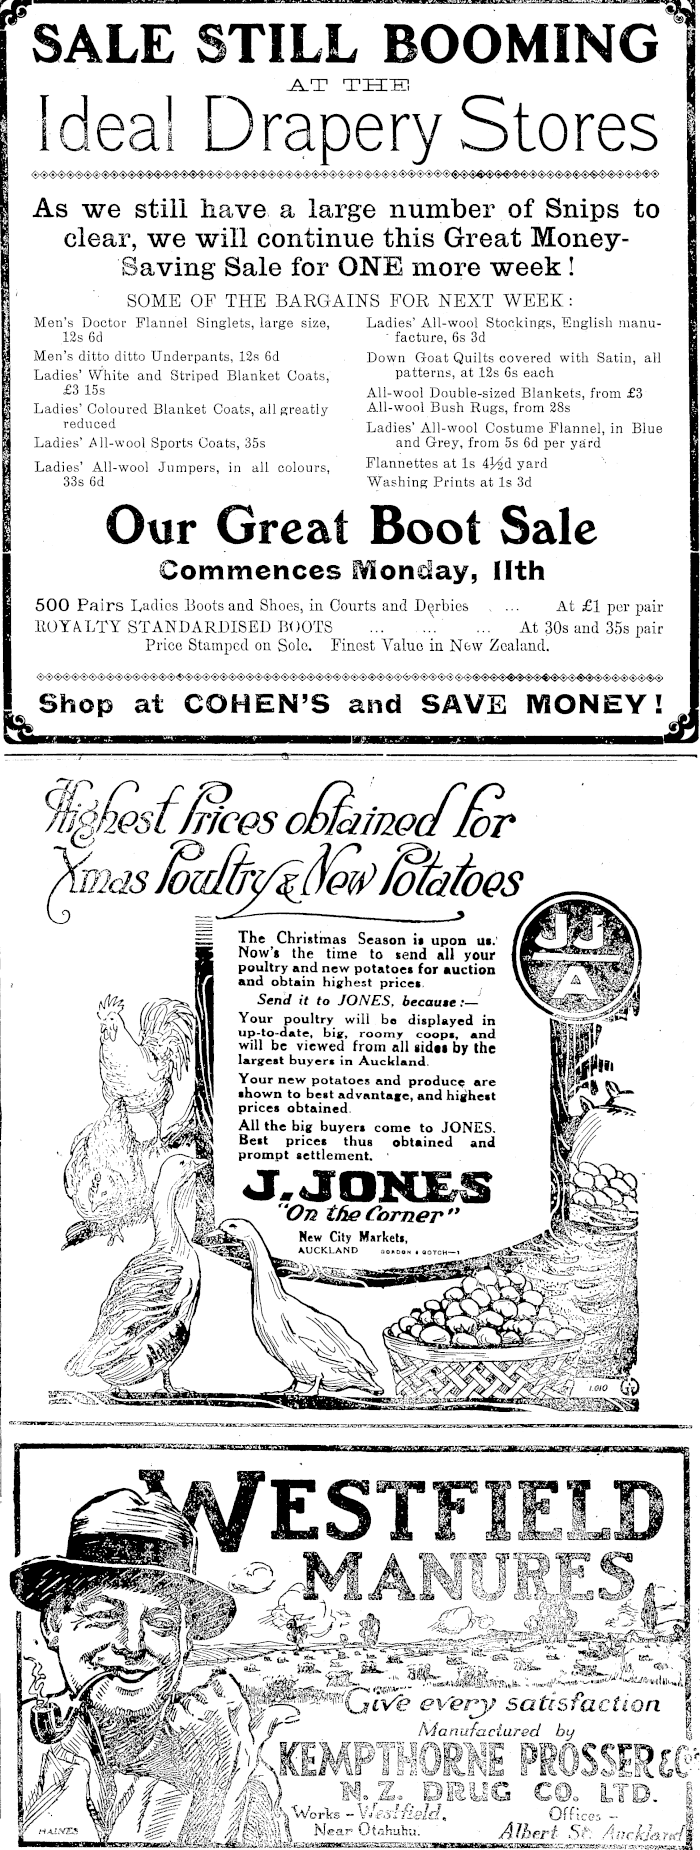 SALE STILL BOOMING
AT THE
Ideal Drapery Stores
As we still have a large number of Snips to
clear, we will continue this Great Money-
Saving Sale for ONE more week!
SOME OF THE BARGAINS FOR NEXT WEEK:
Men's Doctor Flannel Singlets, large size,
12s 6d
Men's ditto ditto Underpants, 12s 6d
Ladies' White and Striped Blanket Coats,
£3 15s
Ladies' Coloured Blanket Coats, all greatly
reduced
Ladies' All-wool Sports Coats, 35s
Ladies' All-wool Jumpers, in all colours,
33s 6d
Ladies' All-wool Stockings, English manu-
facture, 6s 3d
Down Goat Quilts covered with Satin, all
patterns, at 12s 6s each
All-wool Double-sized Blankets, from £3
All-wool Bush Rugs, from 28s
Ladies' All-wool Costume Flannel, in Blue
and Grey, from 5s 6d per yard
Flannettes at 1s 4½d yard
Washing Prints at 1s 3d
Our Great Boot Sale
Commences Monday, 11th
500 Pairs Ladies Boots and Shoes, in Courts and Derbies ... At £1 per pair
ROYALTY STANDARDISED BOOTS ... ... ... At 30s and 35s pair
Price Stamped on Sole. Finest Value in New Zealand.
Shop at COHEN'S and SAVE MONEY!
Highest Prices obtained for
Xmas Poultry & New Potatoes
JJ
A
The Christmas Season is upon us.
Now's the time to send all your
poultry and new potatoes for auction
and obtain highest prices.
Send it to JONES, because:—
Your poultry will be displayed in
up-to-date, big, roomy coops, and
will be viewed from all sides by the
largest buyers in Auckland.
Your new potatoes and produce are
shown to best advantage, and highest
prices obtained.
All the big buyers come to JONES.
Best prices thus obtained and
prompt settlement.
J. JONES
"On the Corner"
New City Markets,
AUCKLAND GORDON & GOTCH—1
1.010
WESTFIELD
MANURES
Give every satisfaction
Manufactured by
KEMPTHORNE PROSSER & Co's
N. Z. DRUG CO. LTD.
Works - Westfield,
Near Otahuhu.
Offices -
Albert St. Auckland
HAINES